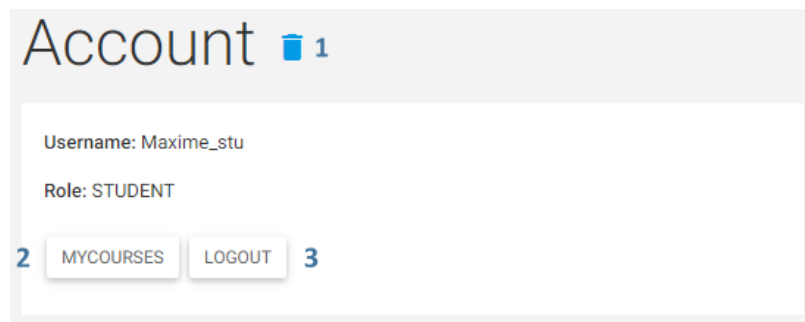 Account 1
Username: Maxime_stu
Role: STUDENT
2 MYCOURSES LOGOUT 3